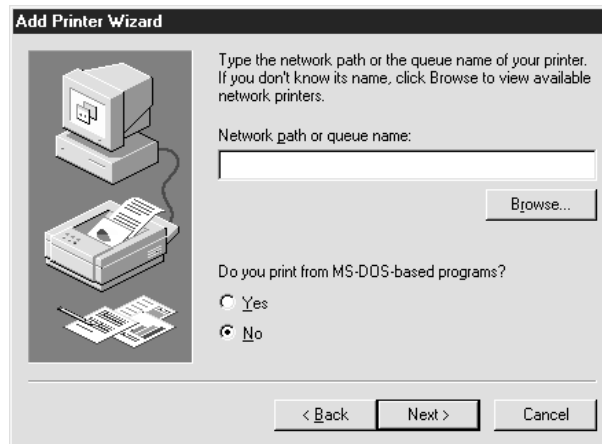 Add Printer Wizard
Type the network path or the queue name of your printer.
If you don't know its name, click Browse to view available
network printers.
Network path or queue name:
Browse...
Do you print from MS-DOS-based programs?
Yes
No
< Back
Next >
Cancel